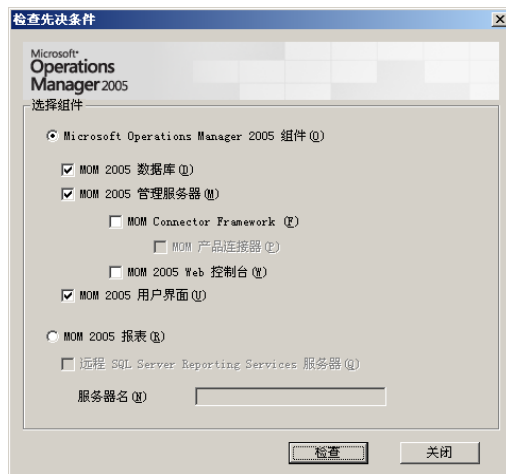 检查先决条件
Microsoft
Operations
Manager 2005
选择组件
Microsoft Operations Manager 2005 组件(O)
MOM 2005 数据库(D)
MOM 2005 管理服务器(M)
MOM Connector Framework (F)
MOM 产品连接器(P)
MOM 2005 Web 控制台(W)
MOM 2005 用户界面(U)
MOM 2005 报表(R)
远程 SQL Server Reporting Services 服务器(Q)
服务器名(N)
检查 关闭